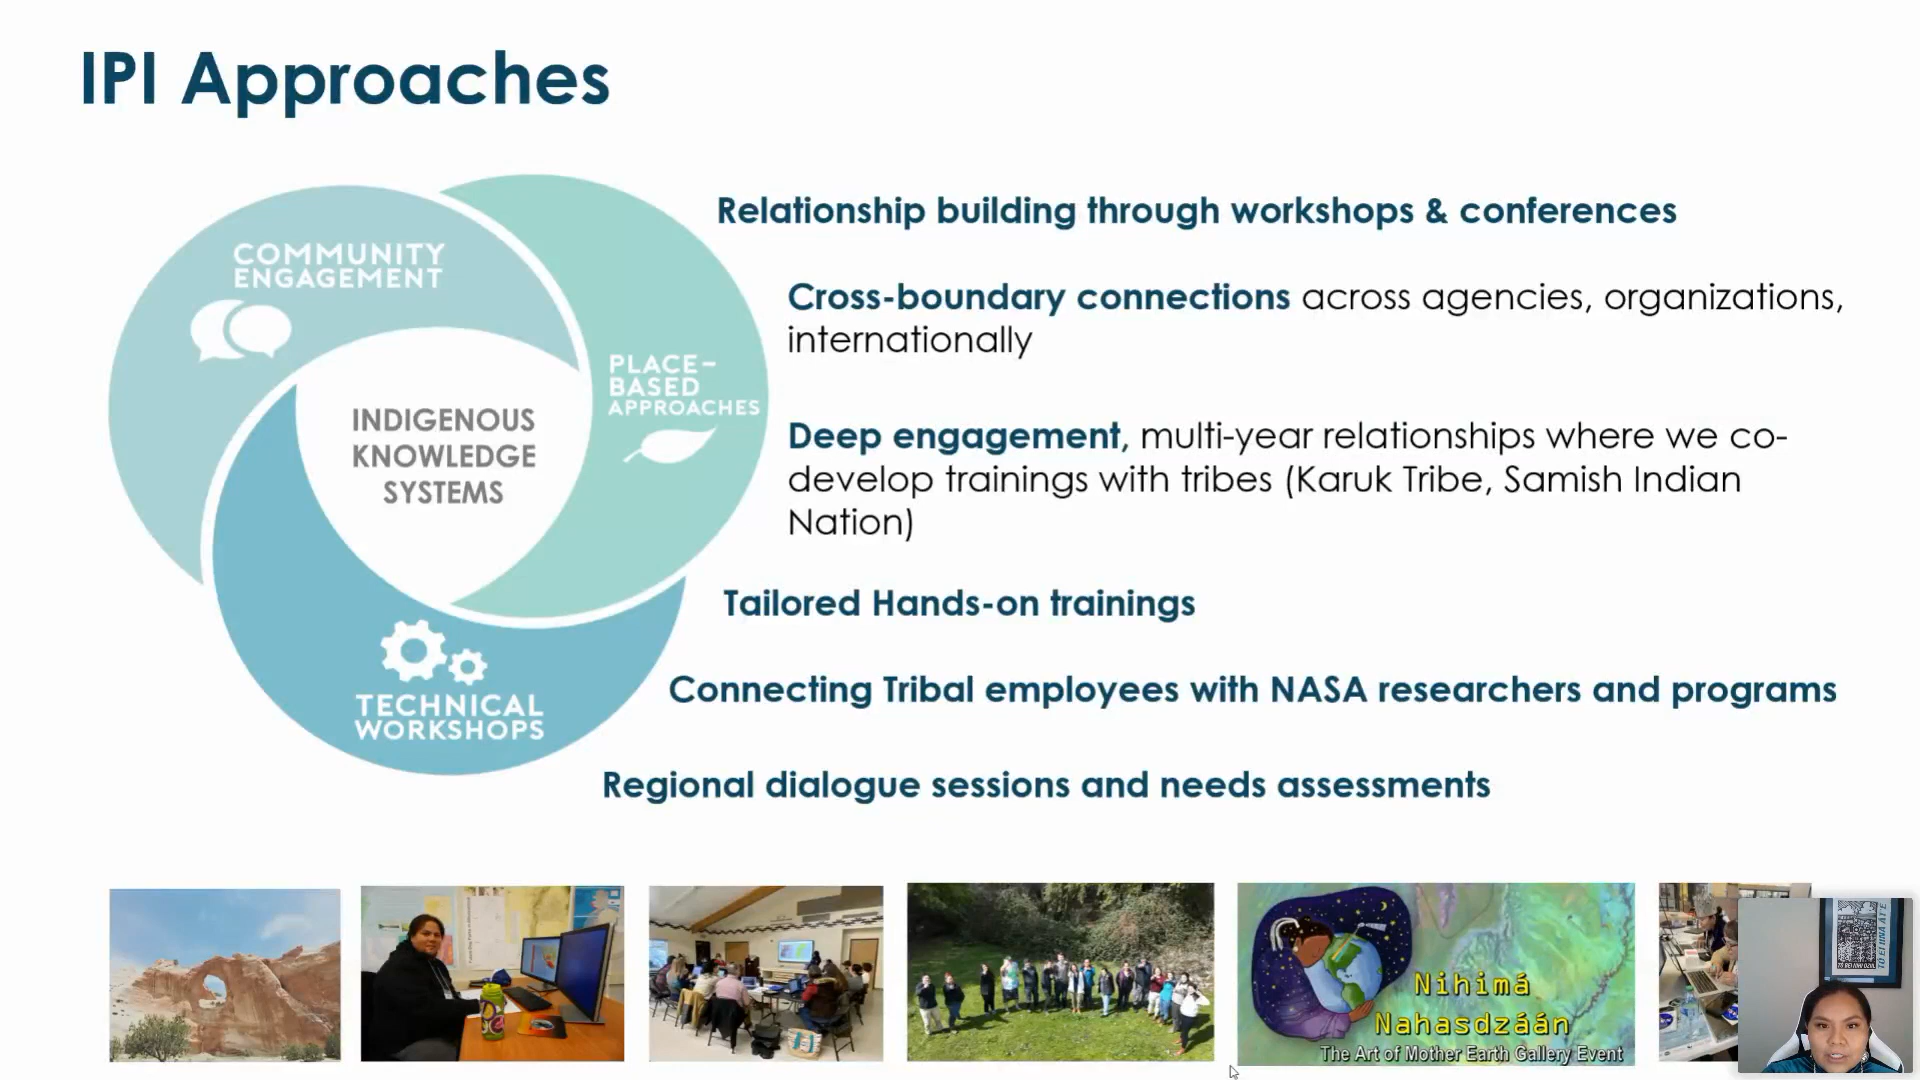 IPI Approaches
COMMUNITY
ENGAGEMENT
PLACE-
BASED
APPROACHES
INDIGENOUS
KNOWLEDGE
SYSTEMS
TECHNICAL
WORKSHOPS
Relationship building through workshops & conferences
Cross-boundary connections across agencies, organizations,
internationally
Deep engagement, multi-year relationships where we co-
develop trainings with tribes (Karuk Tribe, Samish Indian
Nation)
Tailored Hands-on trainings
Connecting Tribal employees with NASA researchers and programs
Regional dialogue sessions and needs assessments
Nihimá
Nahasdzáán
The Art of Mother Earth Gallery Event